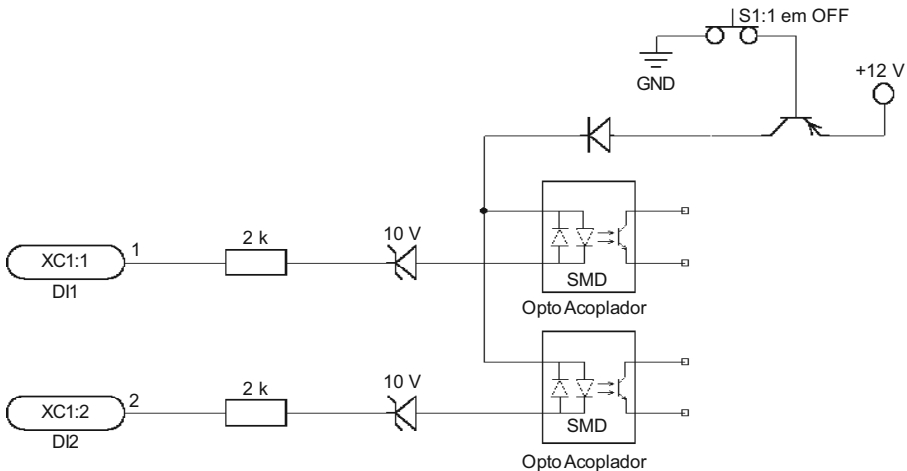 S1:1 em OFF
GND
+12 V
XC1:1
1
DI1
2 k
10 V
SMD
Opto Acoplador
XC1:2
2
DI2
2 k
10 V
SMD
Opto Acoplador